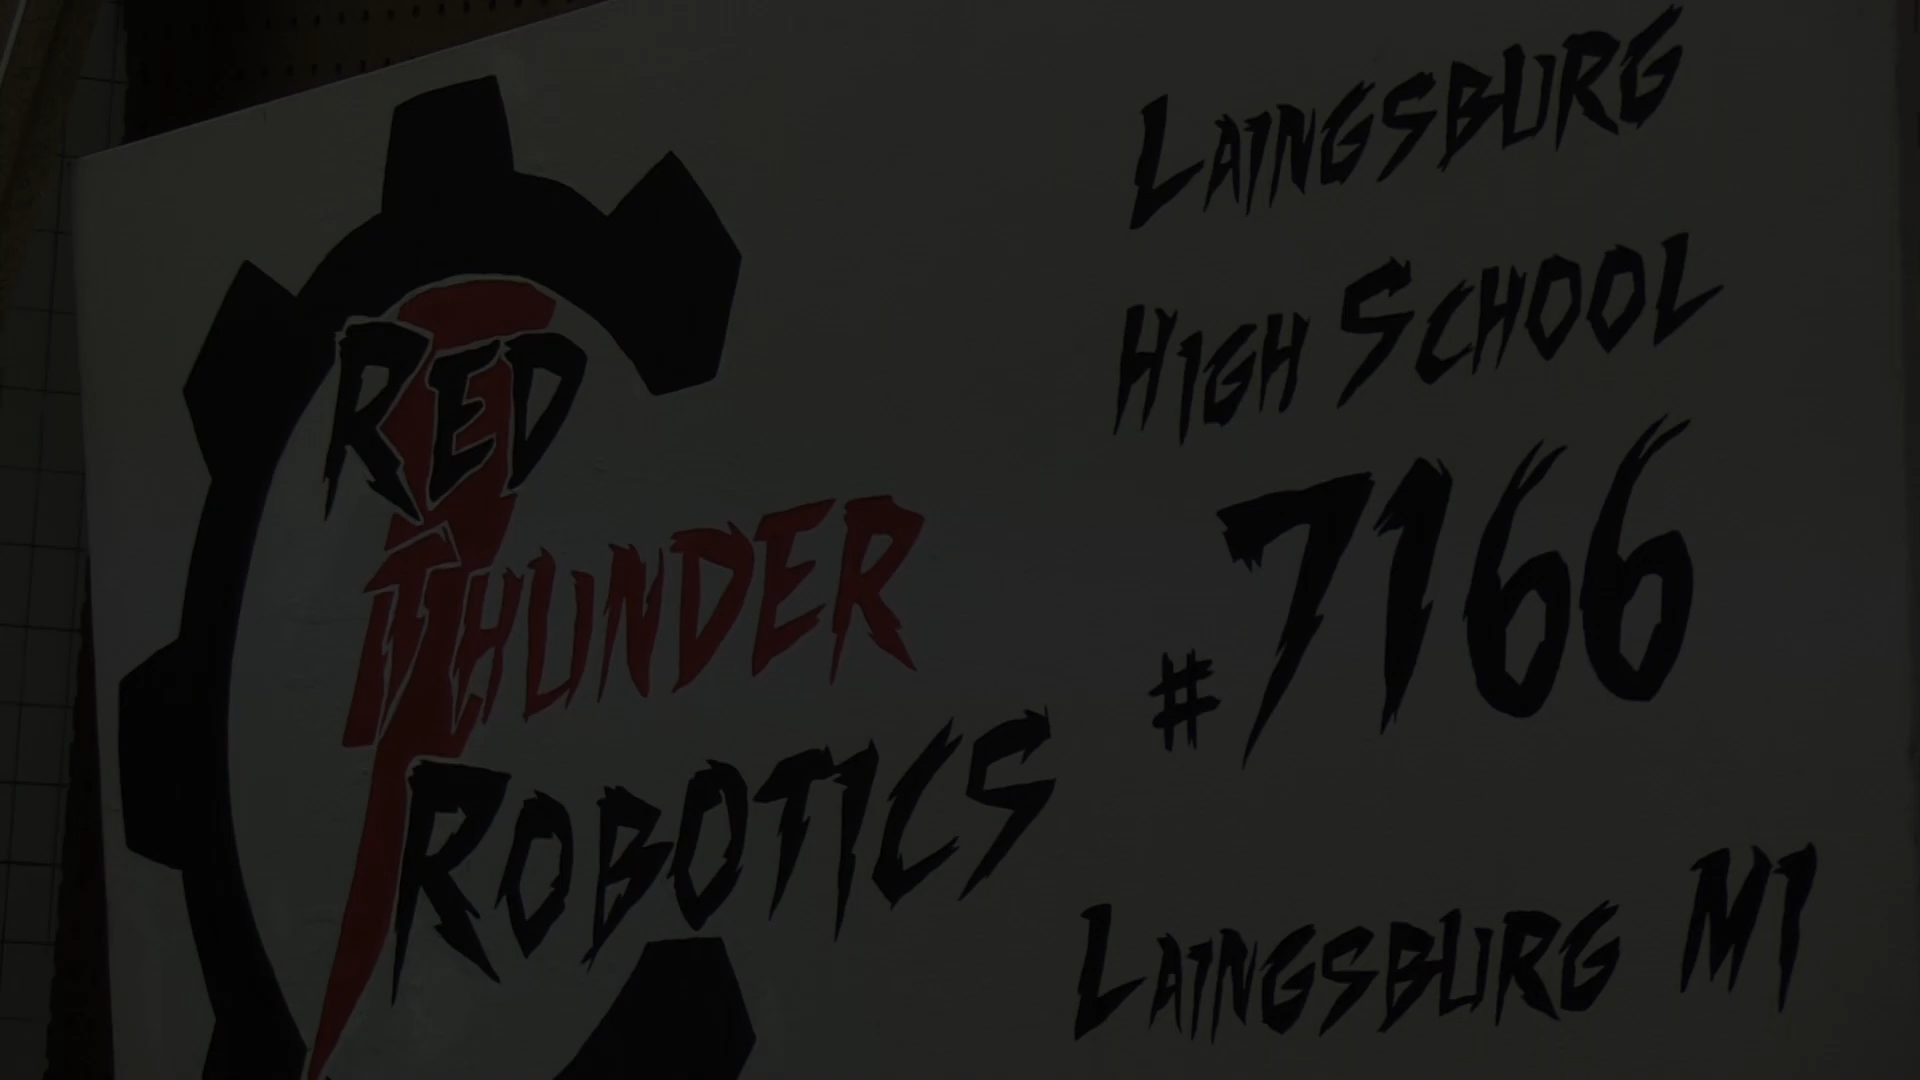 RED
THUNDER
ROBOTICS
LAINGSBURG
HIGH SCHOOL
#7166
LAINGSBURG MI